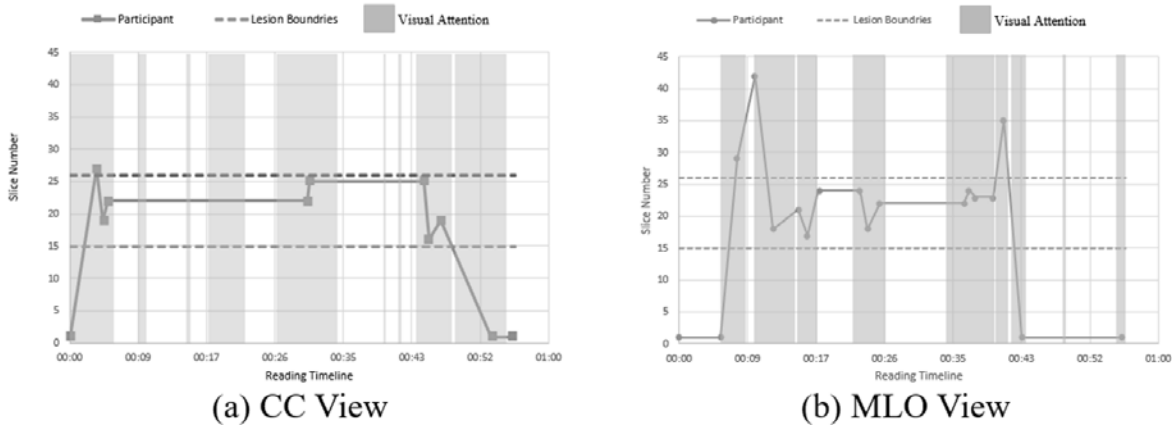 Participant Lesion Boundries Visual Attention
45
40
35
30
25
20
15
10
5
0
Slice Number
00:00 00:09 00:17 00:26 00:35 00:43 00:52 01:00
Reading Timeline
(a) CC View
Participant Lesion Boundries Visual Attention
45
40
35
30
25
20
15
10
5
0
Slice Number
00:00 00:09 00:17 00:26 00:35 00:43 00:52 01:00
Reading Timeline
(b) MLO View